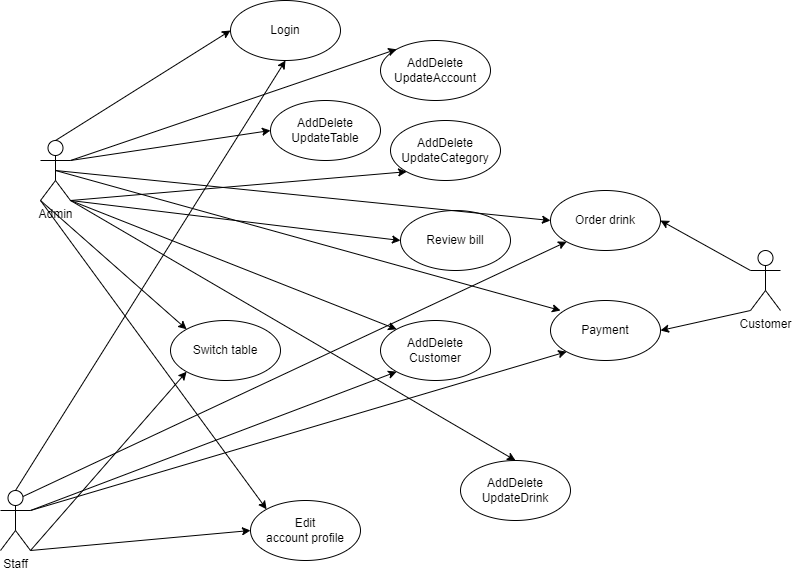 Login
AddDelete
UpdateAccount
AddDelete
UpdateTable
AddDelete
UpdateCategory
Admin
Order drink
Review bill
Customer
Payment
Switch table
AddDelete
Customer
AddDelete
UpdateDrink
Edit
account profile
Staff